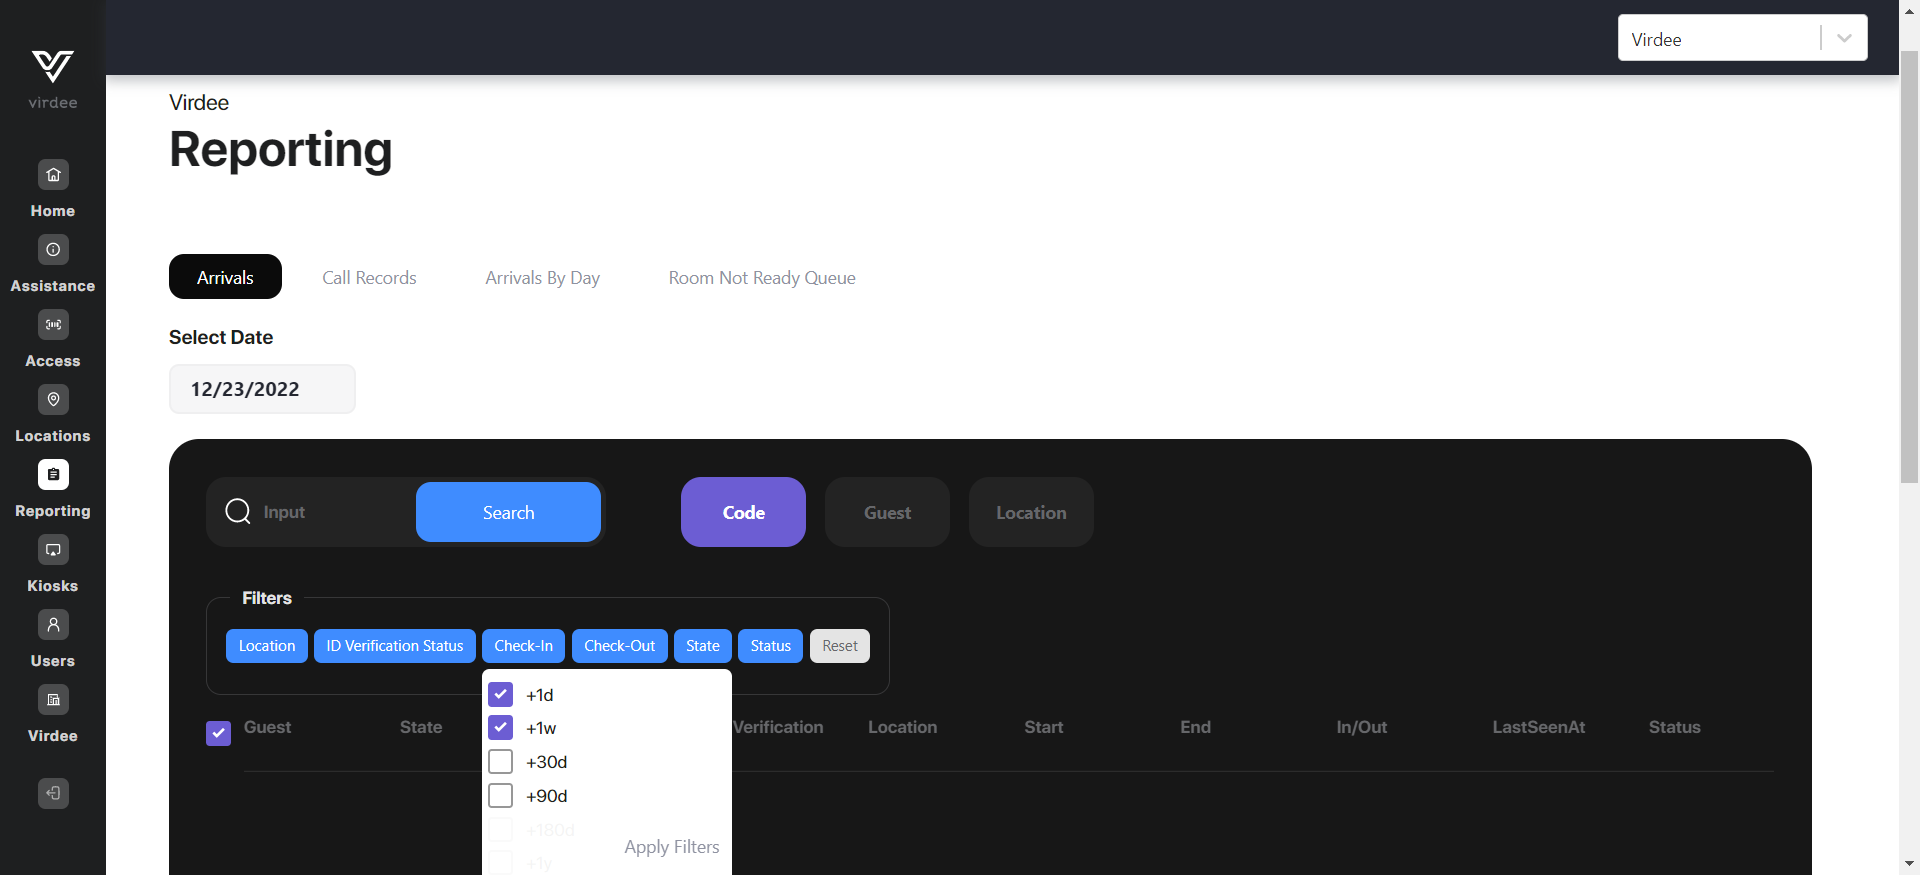 Virdee
virdee
Virdee
Reporting
Home
Assistance
Access
Locations
Reporting
Kiosks
Users
Virdee
Arrivals
Call Records
Arrivals By Day
Room Not Ready Queue
Select Date
12/23/2022
Input
Search
Code
Guest
Location
Filters
Location
ID Verification Status
Check-In
Check-Out
State
Status
Reset
+1d
+1w
+30d
+90d
+180d
+1y
Apply Filters
Guest
State
Verification
Location
Start
End
In/Out
LastSeenAt
Status